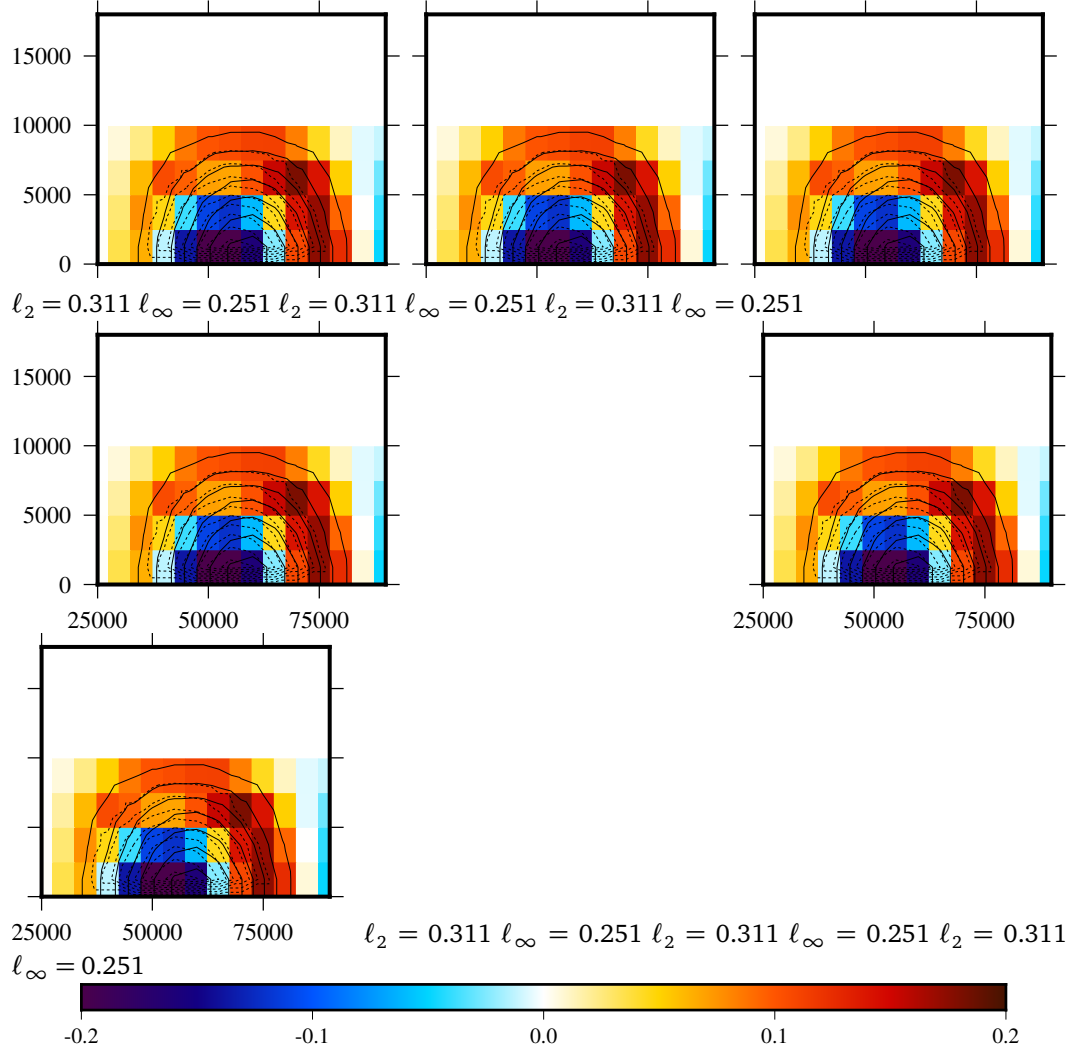 15000
10000
5000
0
ℓ2 = 0.311 ℓ∞ = 0.251 ℓ2 = 0.311 ℓ∞ = 0.251 ℓ2 = 0.311 ℓ∞ = 0.251
15000
10000
5000
0
25000 50000 75000 25000 50000 75000
25000 50000 75000 ℓ2 = 0.311 ℓ∞ = 0.251 ℓ2 = 0.311 ℓ∞ = 0.251 ℓ2 = 0.311
ℓ∞ = 0.251
-0.2 -0.1 0.0 0.1 0.2